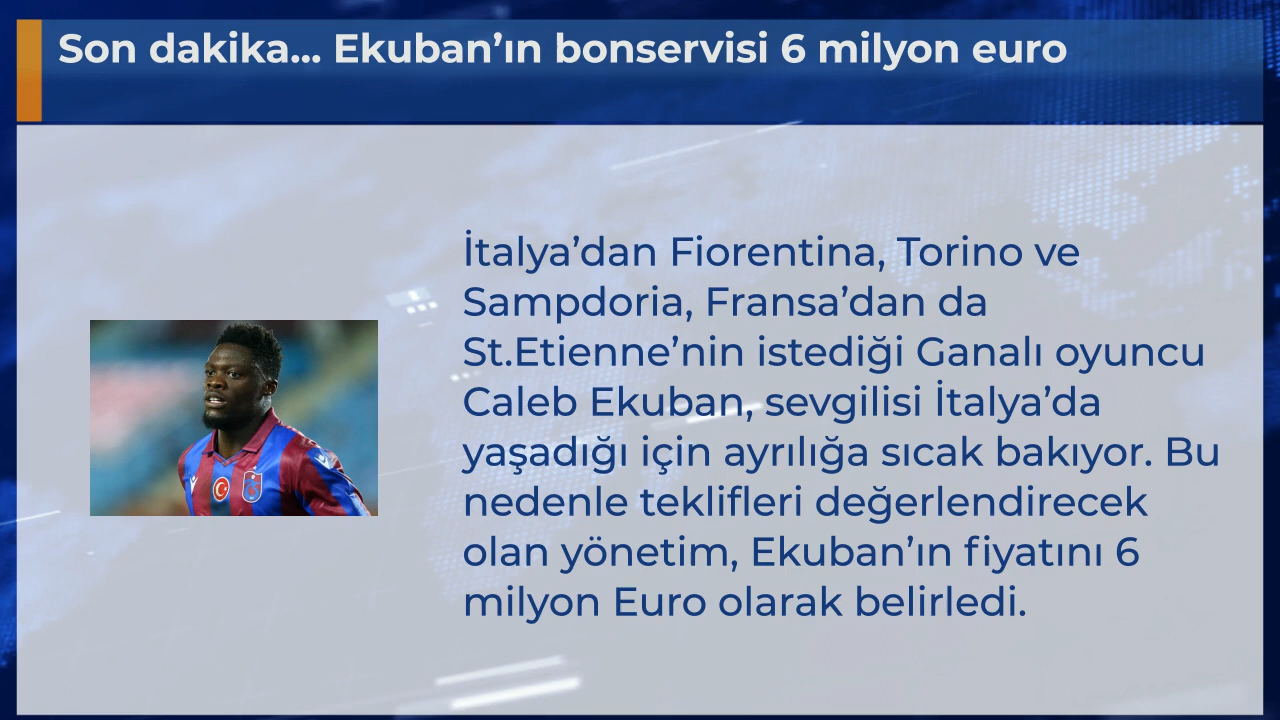 Son dakika... Ekuban’ın bonservisi 6 milyon euro
İtalya’dan Fiorentina, Torino ve
Sampdoria, Fransa’dan da
St.Etienne’nin istediği Ganalı oyuncu
Caleb Ekuban, sevgilisi İtalya’da
yaşadığı için ayrılığa sıcak bakıyor. Bu
nedenle teklifleri değerlendirecek
olan yönetim, Ekuban’ın fiyatını 6
milyon Euro olarak belirledi.